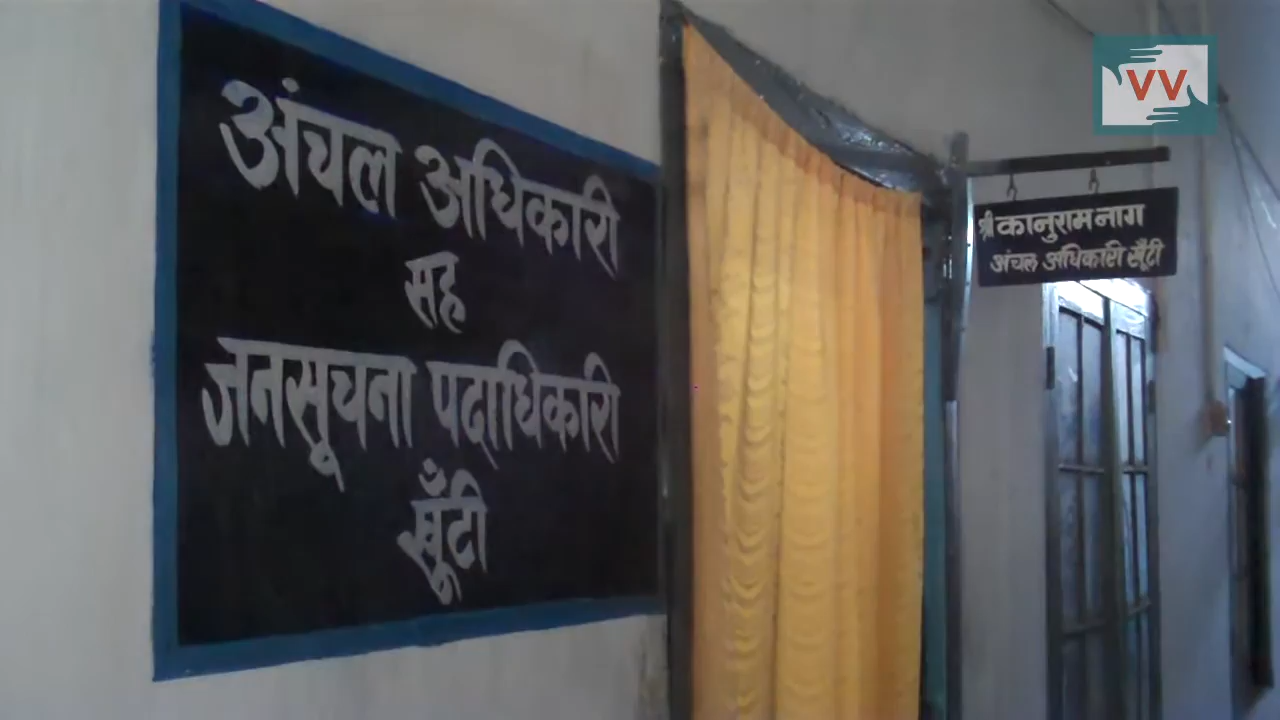 अंचल अधिकारी
सह
जनसूचना पदाधिकारी
खूँटी
श्री कानुराम नाग
अंचल अधिकारी खूँटी
VV